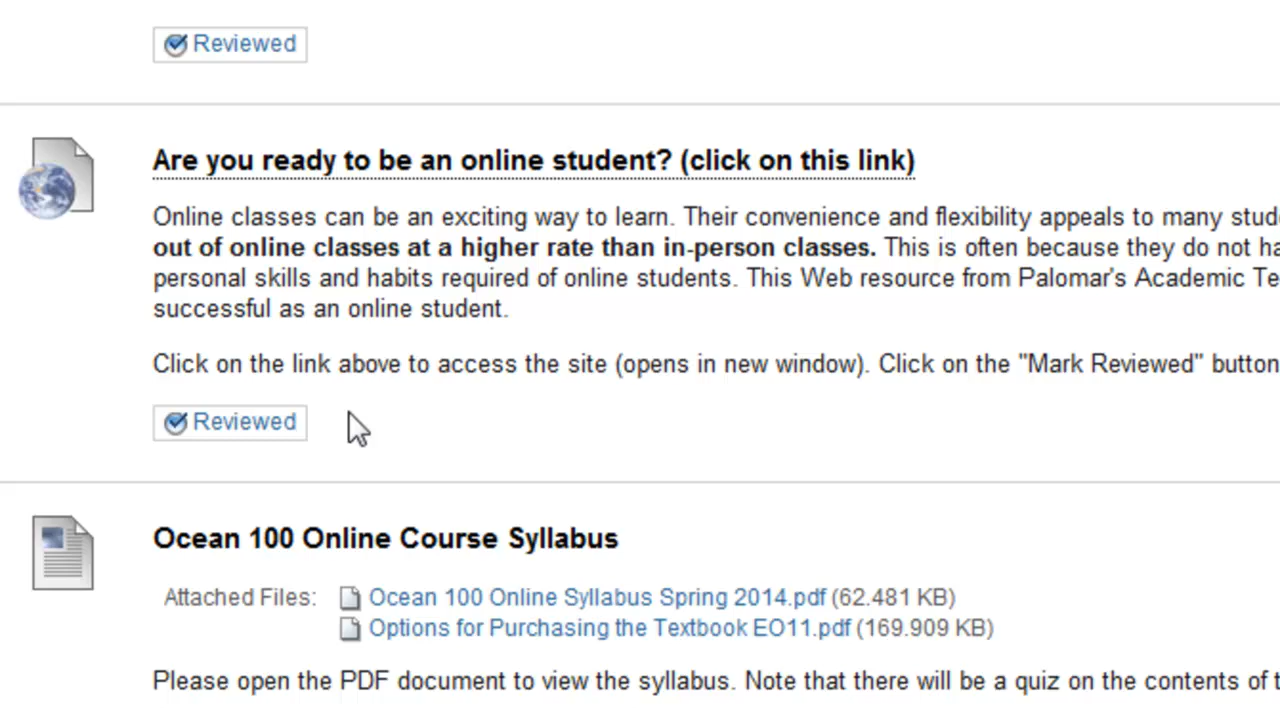 Reviewed
Are you ready to be an online student? (click on this link)
Online classes can be an exciting way to learn. Their convenience and flexibility appeals to many
out of online classes at a higher rate than in-person classes. This is often because they do not
personal skills and habits required of online students. This Web resource from Palomar's Academic
successful as an online student.
Click on the link above to access the site (opens in new window). Click on the "Mark Reviewed" button
Reviewed
Ocean 100 Online Course Syllabus
Attached Files: Ocean 100 Online Syllabus Spring 2014.pdf (62.481 KB)
Options for Purchasing the Textbook EO11.pdf (169.909 KB)
Please open the PDF document to view the syllabus. Note that there will be a quiz on the contents of